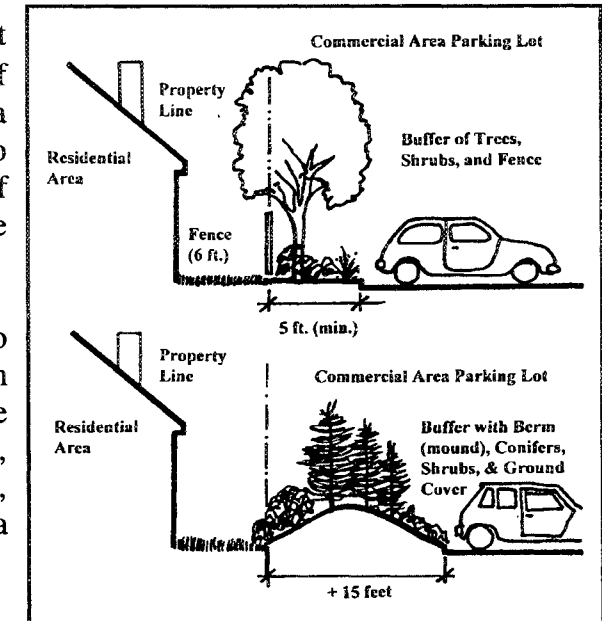 Commercial Area Parking Lot
Property
Line
Residential
Area
Buffer of Trees,
Shrubs, and Fence
Fence
(6 ft.)
5 ft. (min.)
Property
Line
Commercial Area Parking Lot
Residential
Area
Buffer with Berm
(mound), Conifers,
Shrubs, & Ground
Cover
+ 15 feet